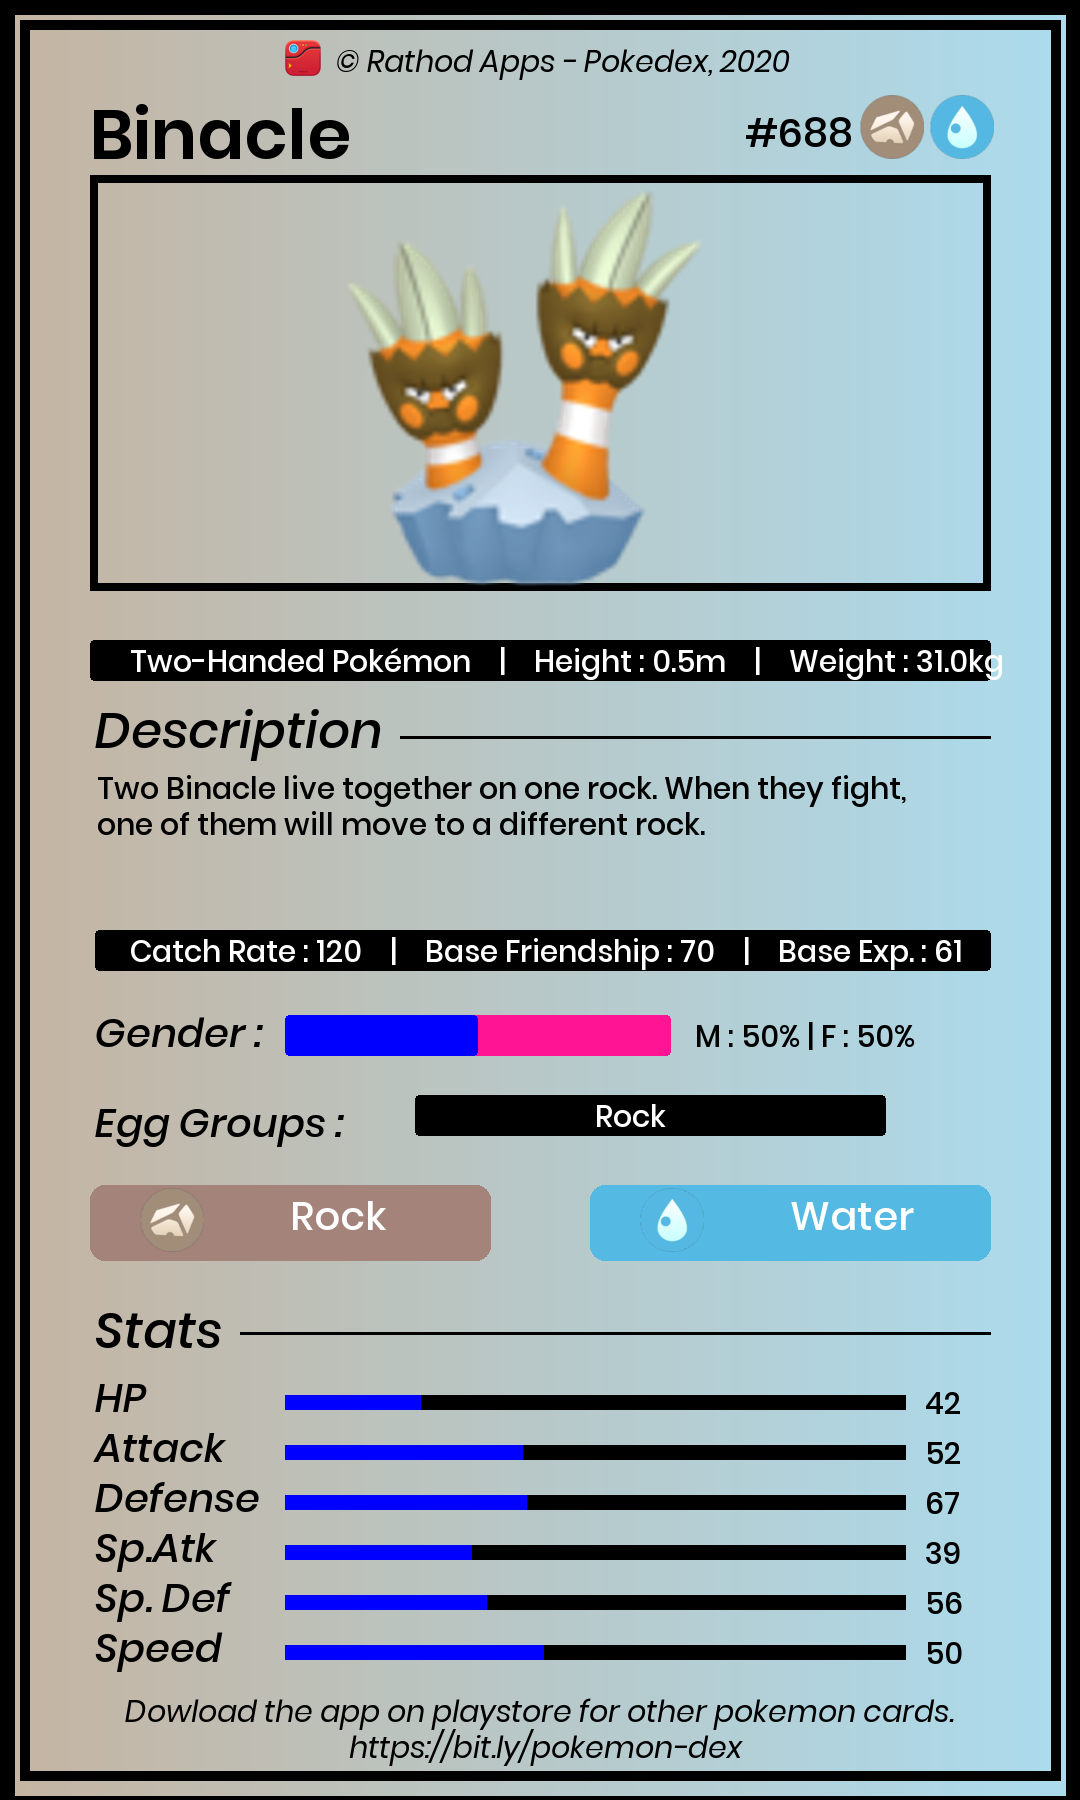 © Rathod Apps - Pokedex, 2020
Binacle #688
Two-Handed Pokémon | Height : 0.5m | Weight : 31.0kg
Description
Two Binacle live together on one rock. When they fight,
one of them will move to a different rock.
Catch Rate : 120 | Base Friendship : 70 | Base Exp. : 61
Gender : M : 50% | F : 50%
Egg Groups : Rock
Rock Water
Stats
HP 42
Attack 52
Defense 67
Sp.Atk 39
Sp. Def 56
Speed 50
Dowload the app on playstore for other pokemon cards.
https://bit.ly/pokemon-dex